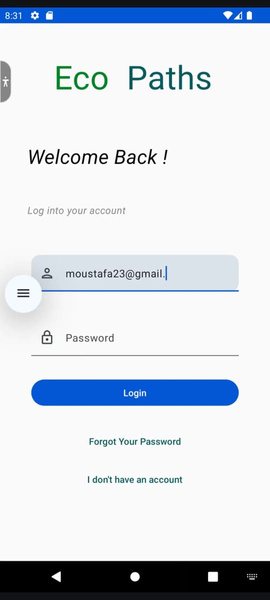 8:31
Eco Paths
Welcome Back !
Log into your account
moustafa23@gmail.
Password
Login
Forgot Your Password
I don't have an account